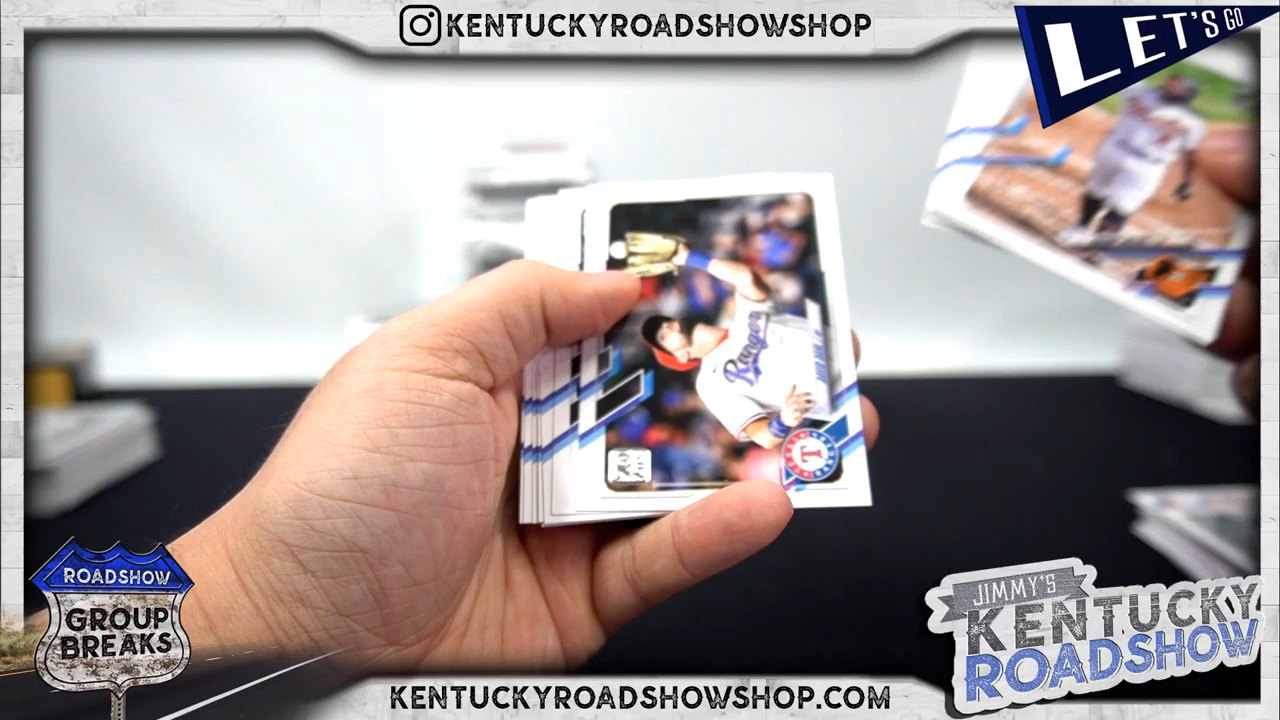 KENTUCKYROADSHOWSHOP
LET'S GO
Rangers
ROADSHOW
GROUP
BREAKS
JIMMY'S
KENTUCKY
ROADSHOW
KENTUCKYROADSHOWSHOP.COM